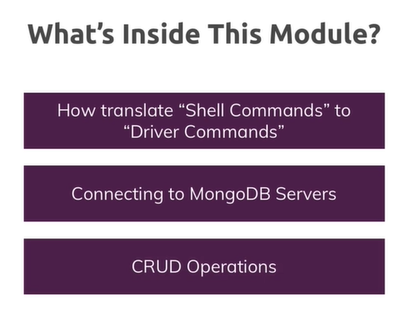 What's Inside This Module?
How translate “Shell Commands” to
“Driver Commands”
Connecting to MongoDB Servers
CRUD Operations